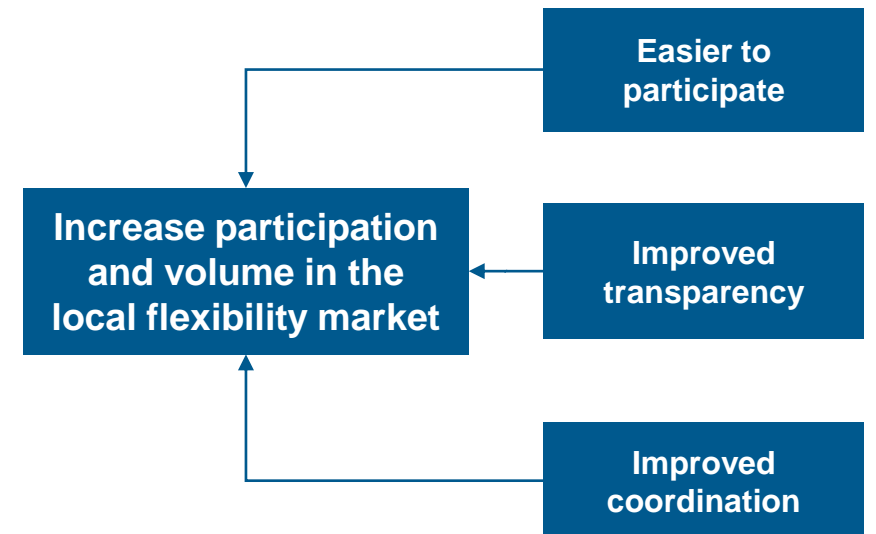 Easier to
participate
Increase participation
and volume in the
local flexibility market
Improved
transparency
Improved
coordination